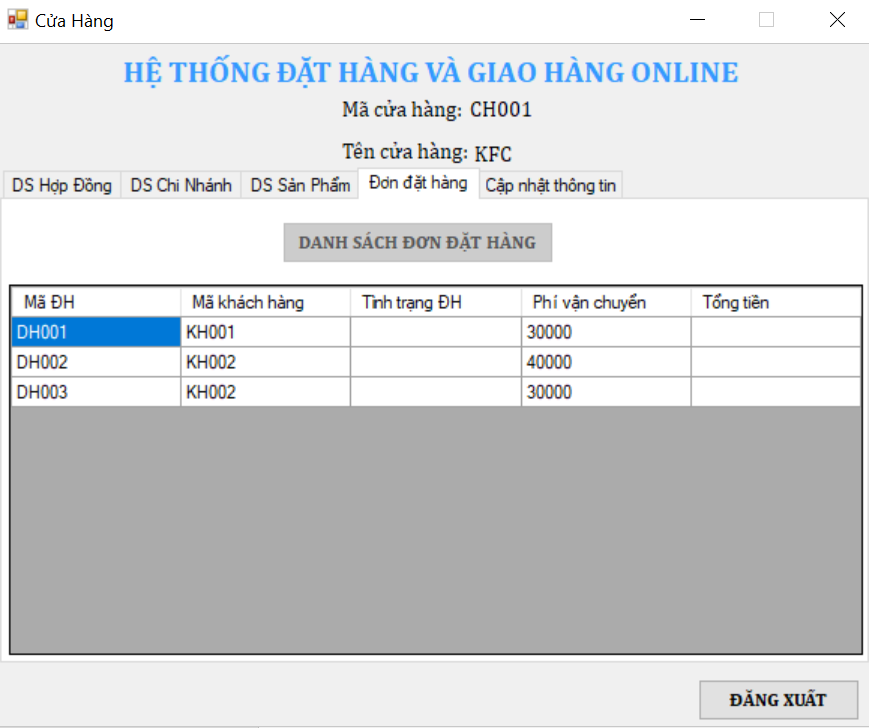 Cửa Hàng
HỆ THỐNG ĐẶT HÀNG VÀ GIAO HÀNG ONLINE
Mã cửa hàng: CH001
Tên cửa hàng: KFC
DS Hợp Đồng DS Chi Nhánh DS Sản Phẩm Đơn đặt hàng Cập nhật thông tin
DANH SÁCH ĐƠN ĐẶT HÀNG
Mã ĐH Mã khách hàng Tình trạng ĐH Phí vận chuyển Tổng tiền
DH001 KH001 30000
DH002 KH002 40000
DH003 KH002 30000
ĐĂNG XUẤT